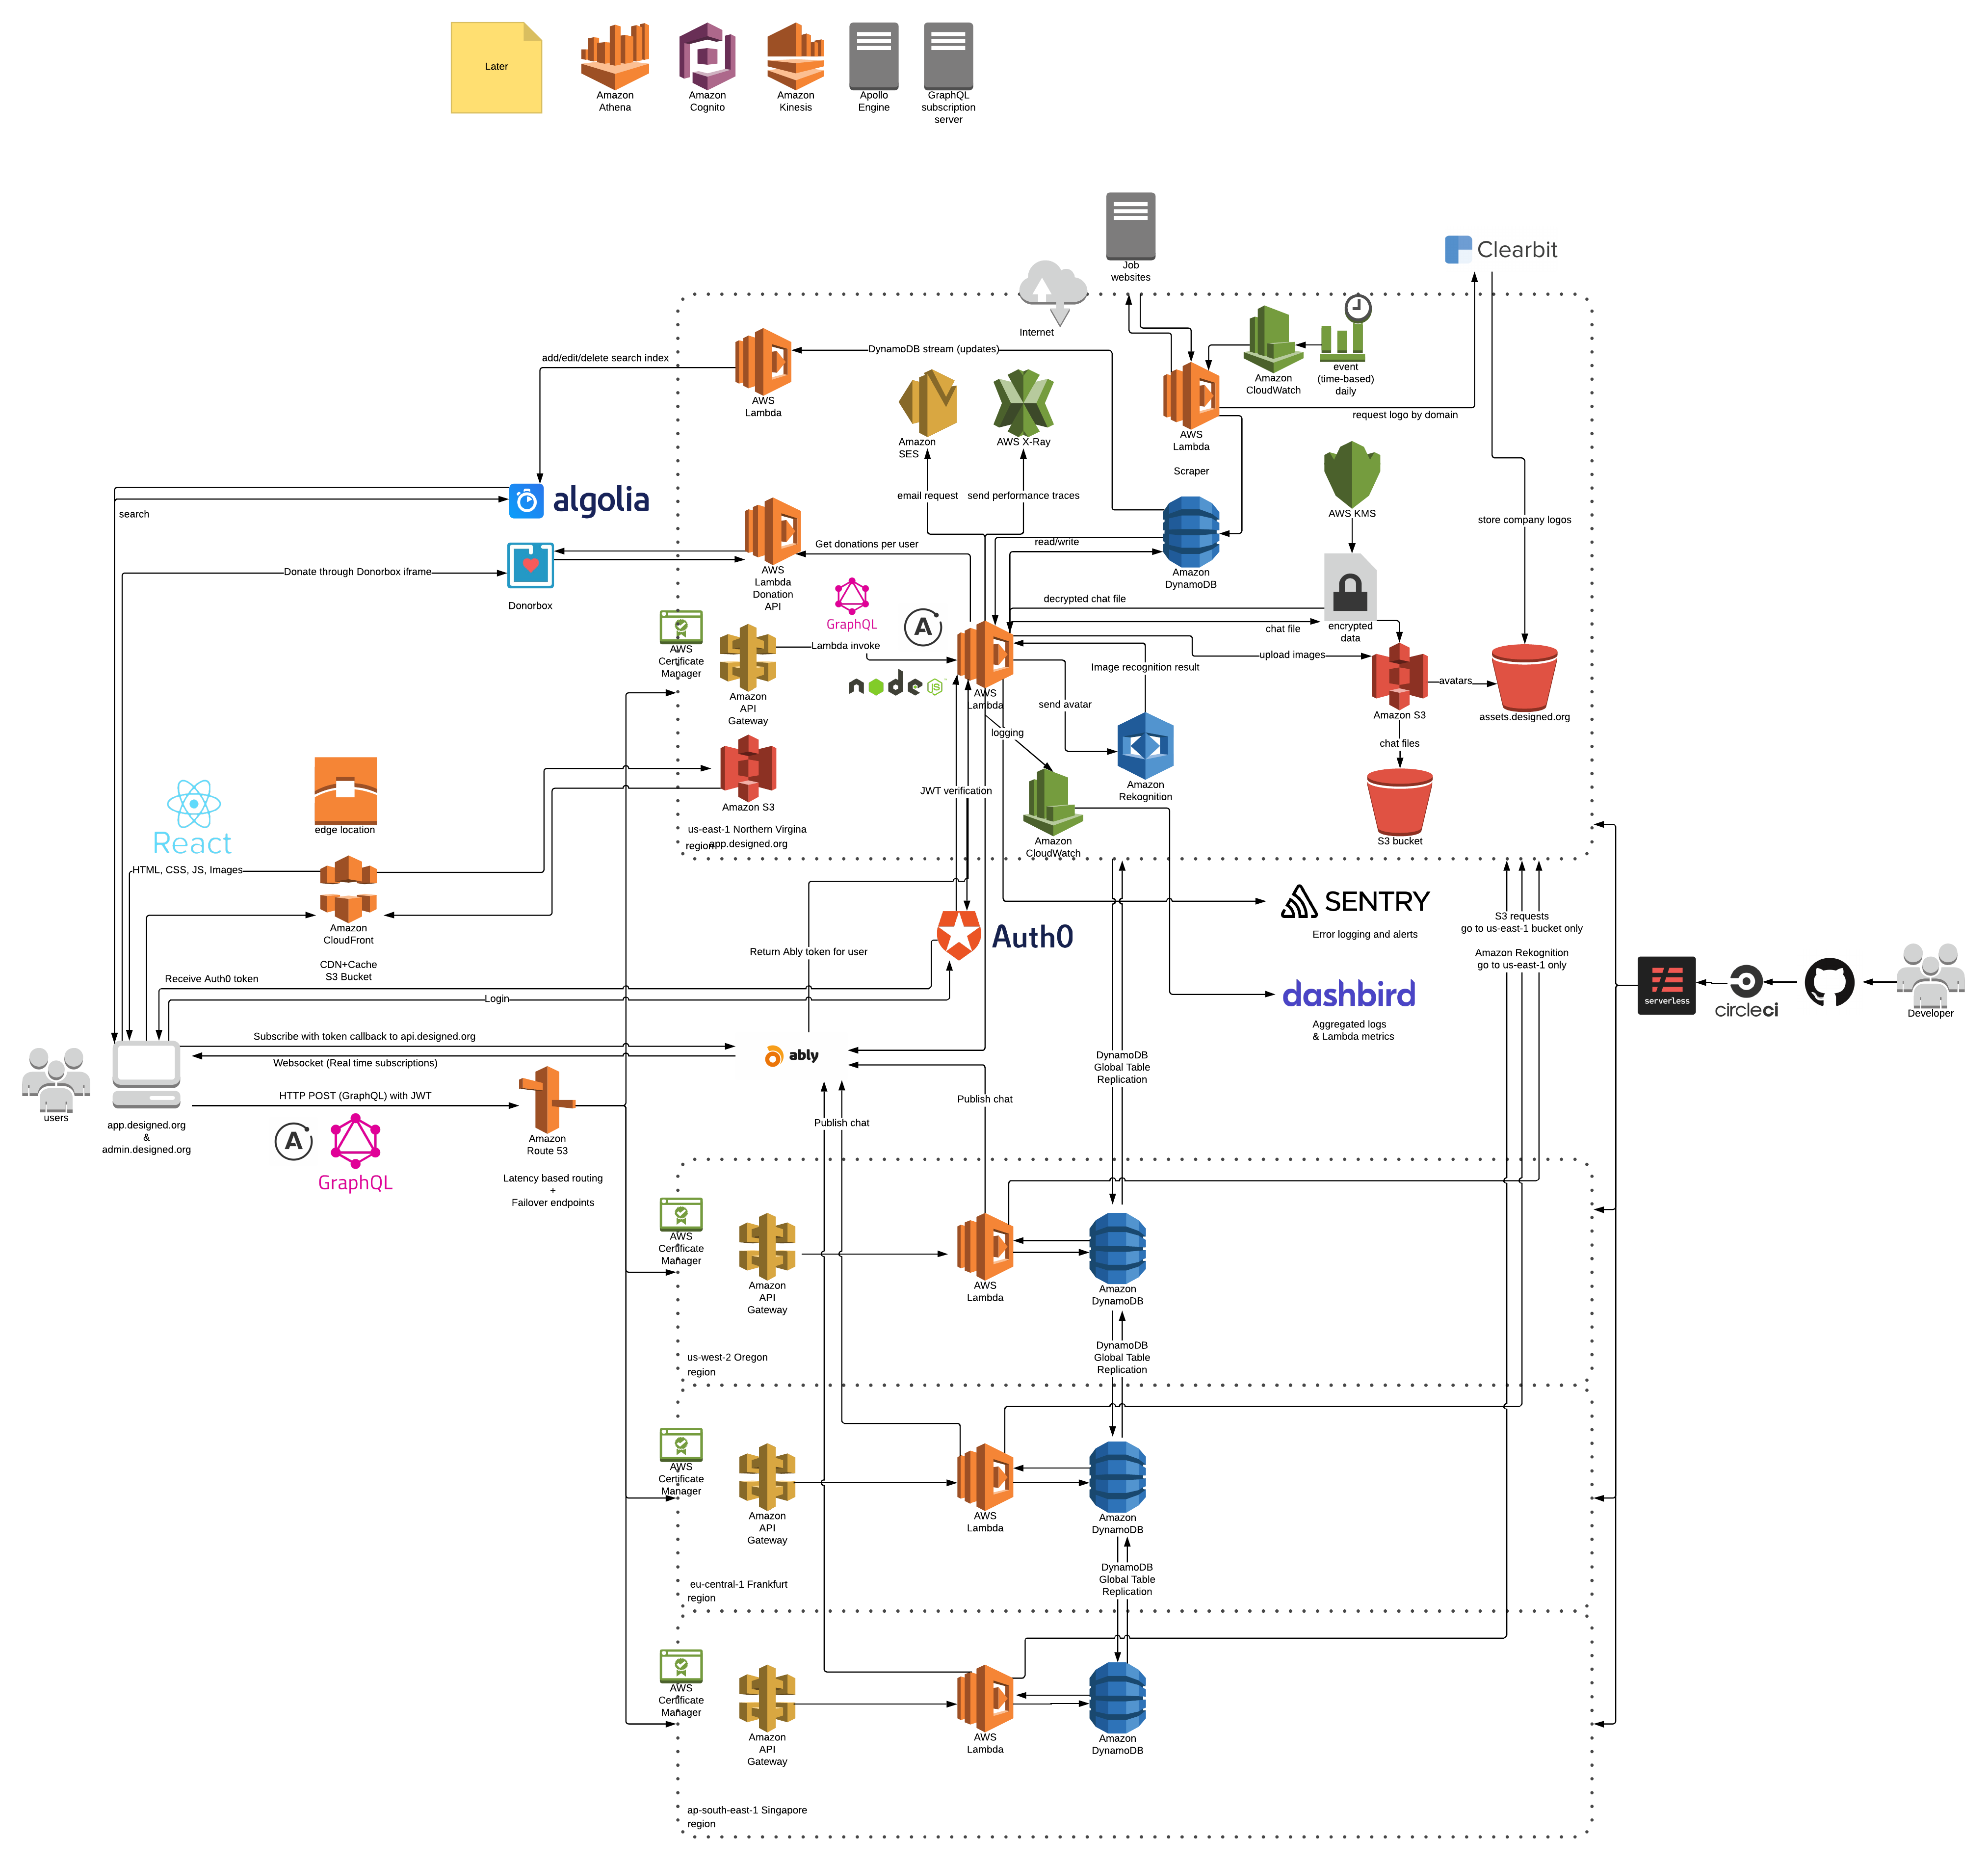 Later
Amazon
Athena
Amazon
Cognito
Amazon
Kinesis
Apollo
Engine
GraphQL
subscription
server
Job
websites
Clearbit
Internet
DynamoDB stream (updates)
add/edit/delete search index
AWS
Lambda
Amazon
CloudWatch
event
(time-based)
daily
request logo by domain
Amazon
SES
AWS X-Ray
AWS
Lambda
Scraper
email request
send performance traces
AWS KMS
store company logos
algolia
search
Get donations per user
read/write
Amazon
DynamoDB
Donate through Donorbox iframe
Donorbox
AWS
Lambda
Donation
API
GraphQL
A
decrypted chat file
chat file
encrypted
data
AWS
Certificate
Manager
Lambda invoke
upload images
Image recognition result
node
JS
Amazon
API
Gateway
AWS
Lambda
send avatar
avatars
Amazon S3
assets.designed.org
logging
chat files
Amazon
Rekognition
JWT verification
Amazon S3
us-east-1 Northern Virgina
region
app.designed.org
Amazon
CloudWatch
S3 bucket
React
edge location
HTML, CSS, JS, Images
Amazon
CloudFront
CDN+Cache
S3 Bucket
SENTRY
Error logging and alerts
S3 requests
go to us-east-1 bucket only
Amazon Rekognition
go to us-east-1 only
Auth0
Return Ably token for user
Receive Auth0 token
Login
dashbird
Aggregated logs
& Lambda metrics
serverless
circleci
Developer
Subscribe with token callback to api.designed.org
Websocket (Real time subscriptions)
ably
DynamoDB
Global Table
Replication
HTTP POST (GraphQL) with JWT
Publish chat
Publish chat
users
app.designed.org
&
admin.designed.org
A
GraphQL
Amazon
Route 53
Latency based routing
+
Failover endpoints
AWS
Certificate
Manager
Amazon
API
Gateway
AWS
Lambda
Amazon
DynamoDB
us-west-2 Oregon
region
DynamoDB
Global Table
Replication
AWS
Certificate
Manager
Amazon
API
Gateway
AWS
Lambda
Amazon
DynamoDB
eu-central-1 Frankfurt
region
DynamoDB
Global Table
Replication
AWS
Certificate
Manager
Amazon
API
Gateway
AWS
Lambda
Amazon
DynamoDB
ap-south-east-1 Singapore
region